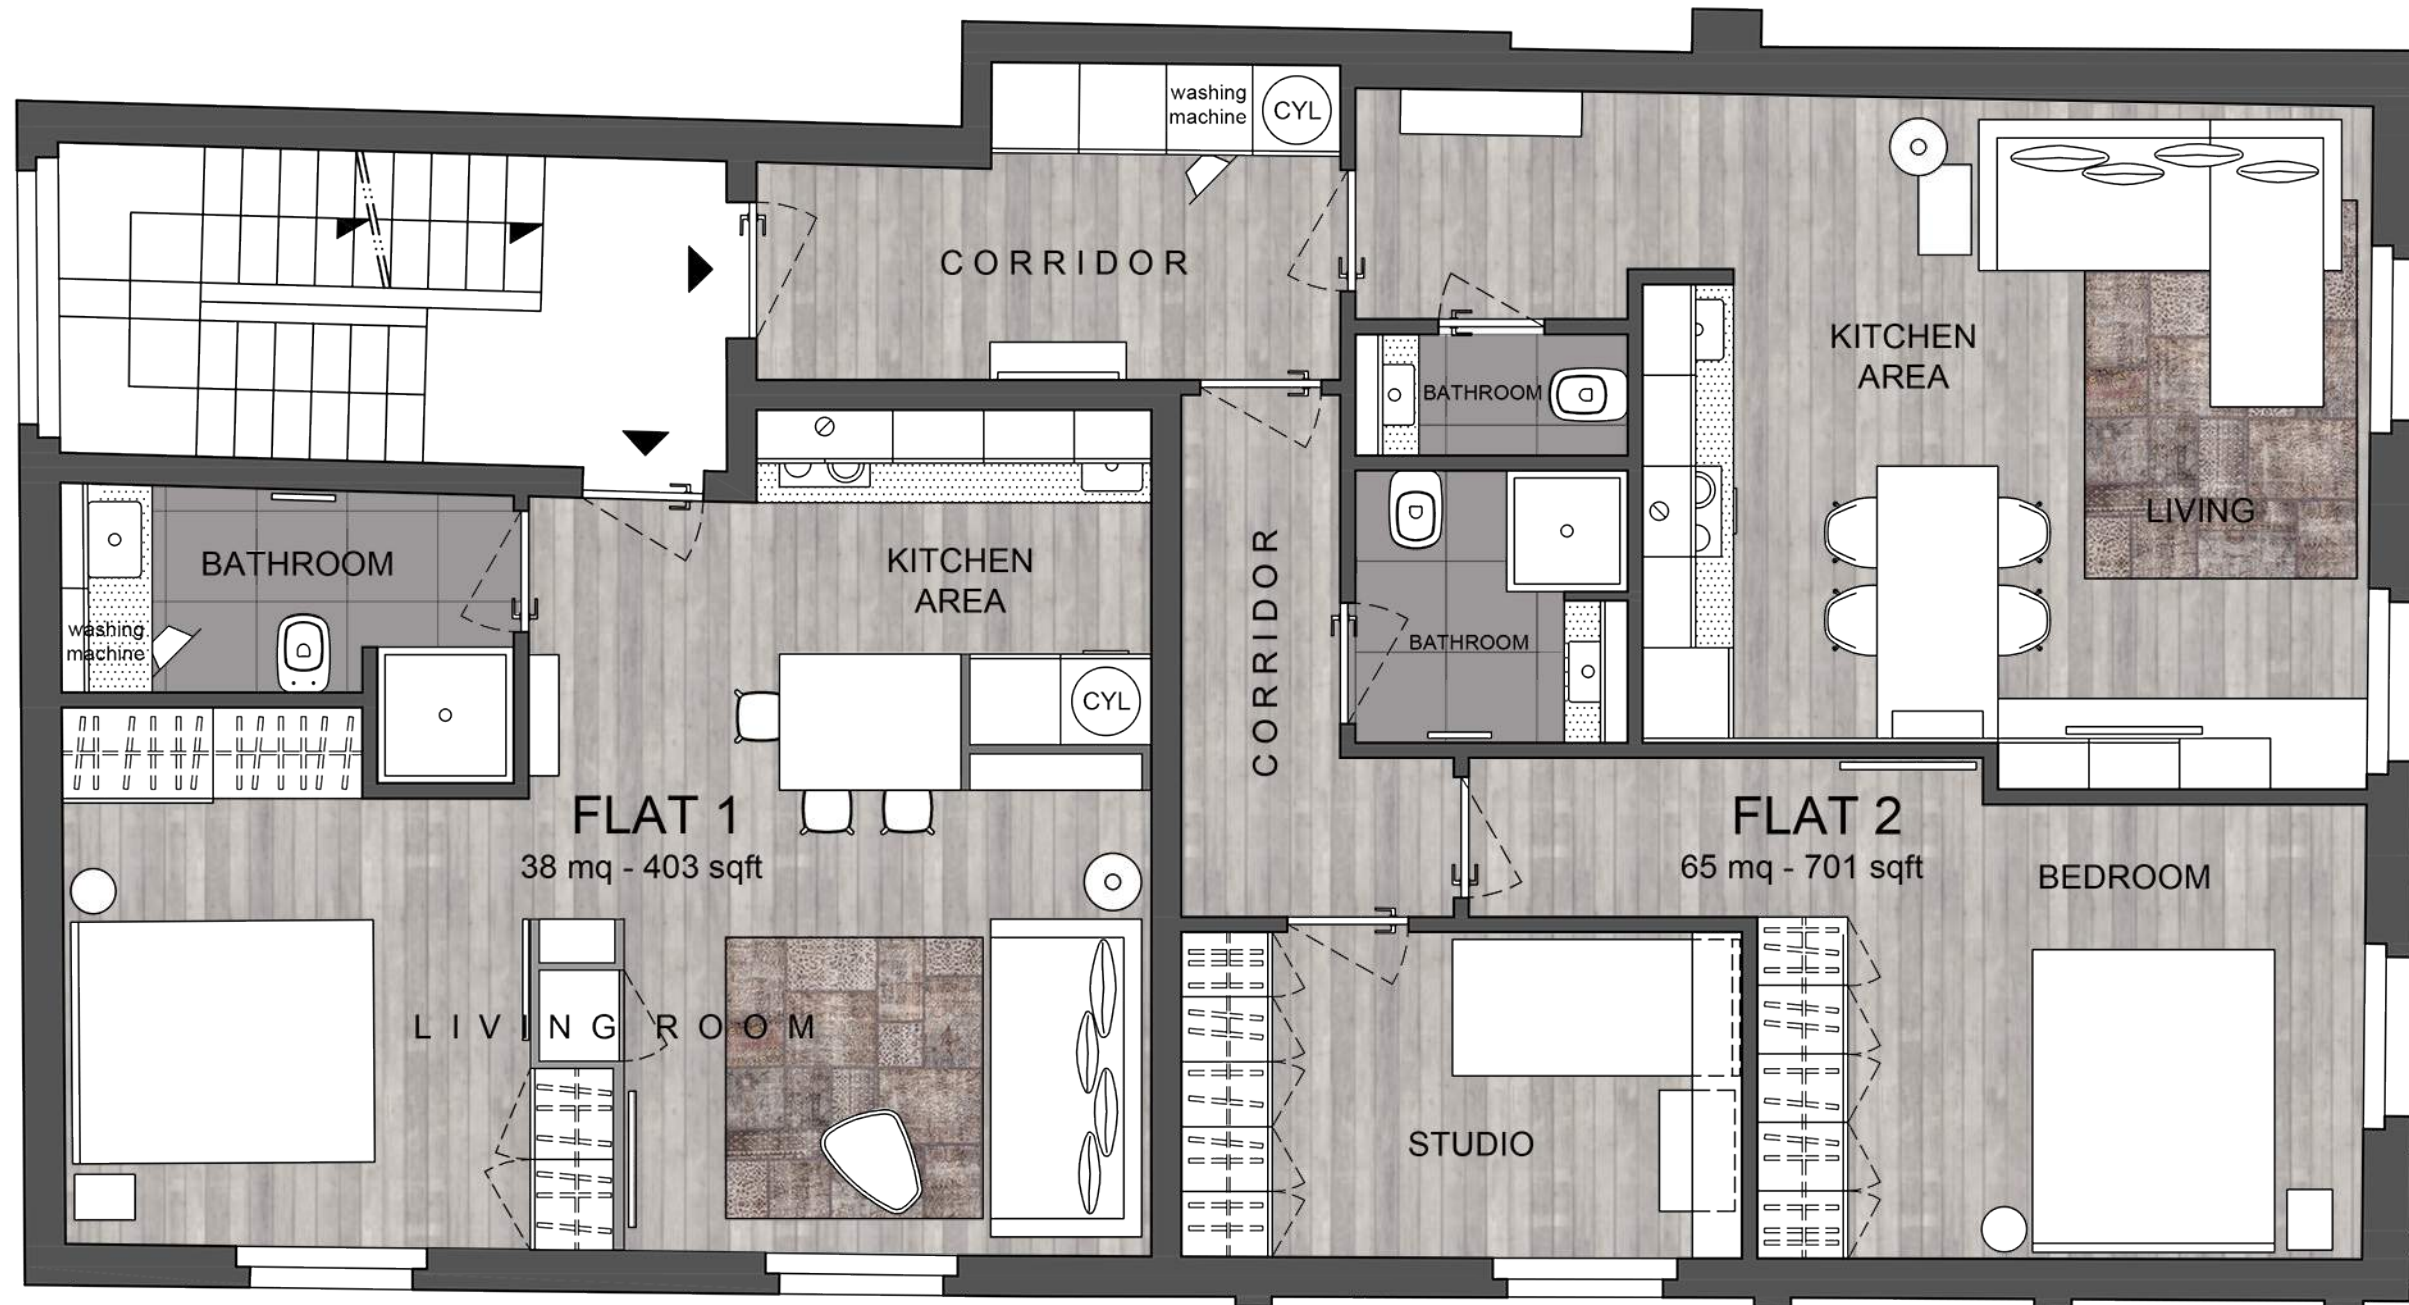 washing
machine
CYL
CORRIDOR
KITCHEN
AREA
BATHROOM
LIVING
BATHROOM
KITCHEN
AREA
CORRIDOR
washing
machine
BATHROOM
CYL
FLAT 1
38 mq - 403 sqft
FLAT 2
65 mq - 701 sqft
BEDROOM
LIVING ROOM
STUDIO